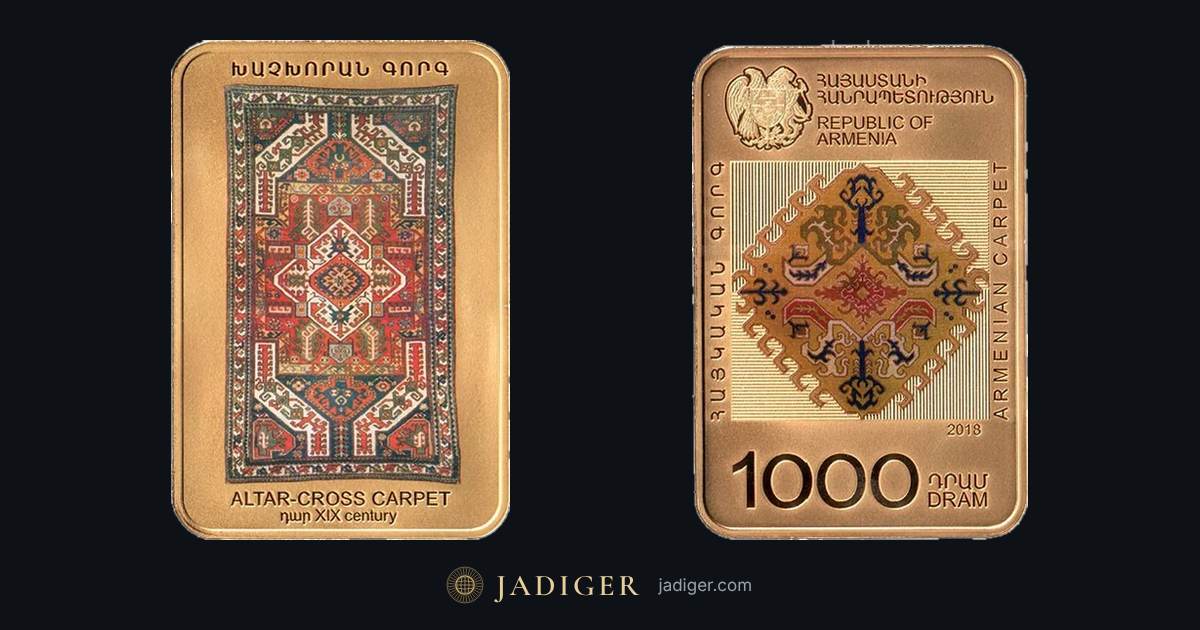 ԽԱՉԽՈՐԱՆ ԳՈՐԳ
ALTAR-CROSS CARPET
դար XIX century
ՀԱՅԱՍՏԱՆԻ
ՀԱՆՐԱՊԵՏՈՒԹՅՈՒՆ
REPUBLIC OF
ARMENIA
ՀԱՅԿԱԿԱՆ ԳՈՐԳ
ARMENIAN CARPET
2018
1000 ԴՐԱՄ
DRAM
JADIGER jadiger.com